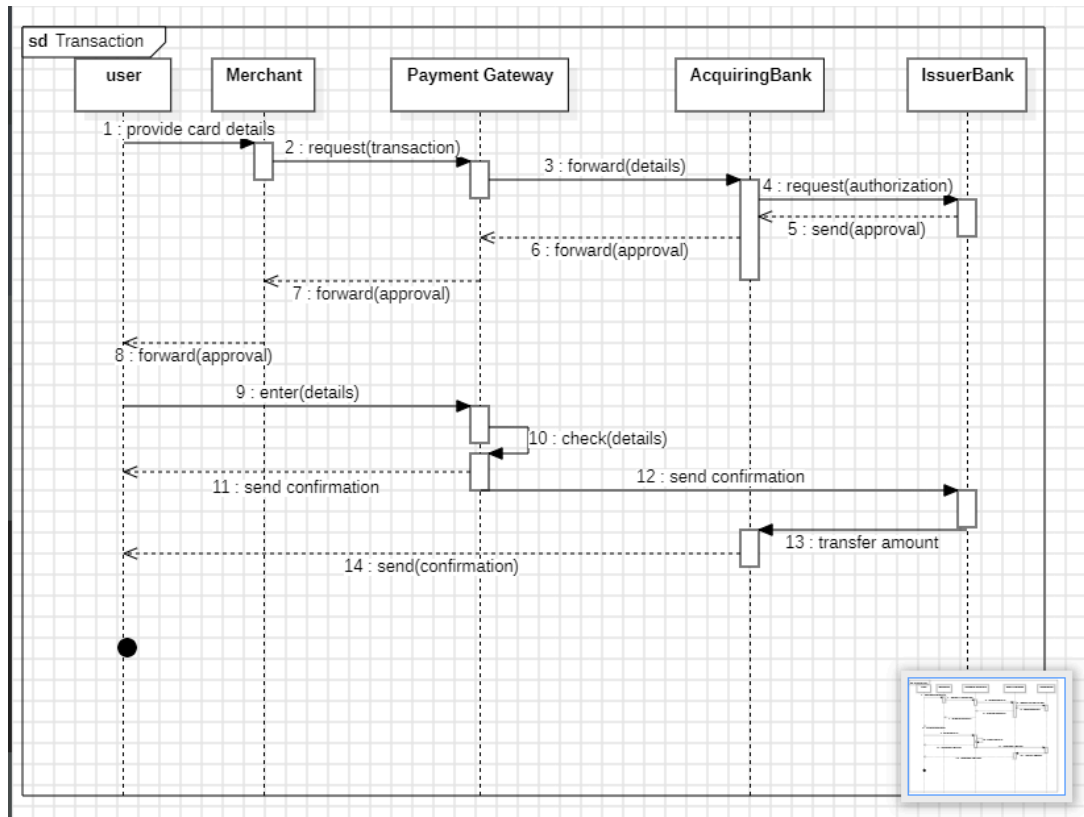 sd Transaction
user
Merchant
Payment Gateway
AcquiringBank
IssuerBank
1 : provide card details
2 : request(transaction)
3 : forward(details)
4 : request(authorization)
5 : send(approval)
6 : forward(approval)
7 : forward(approval)
8 : forward(approval)
9 : enter(details)
10 : check(details)
11 : send confirmation
12 : send confirmation
13 : transfer amount
14 : send(confirmation)